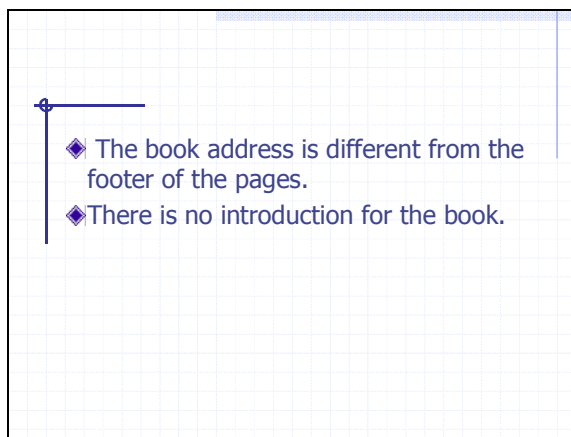 The book address is different from the
footer of the pages.
There is no introduction for the book.